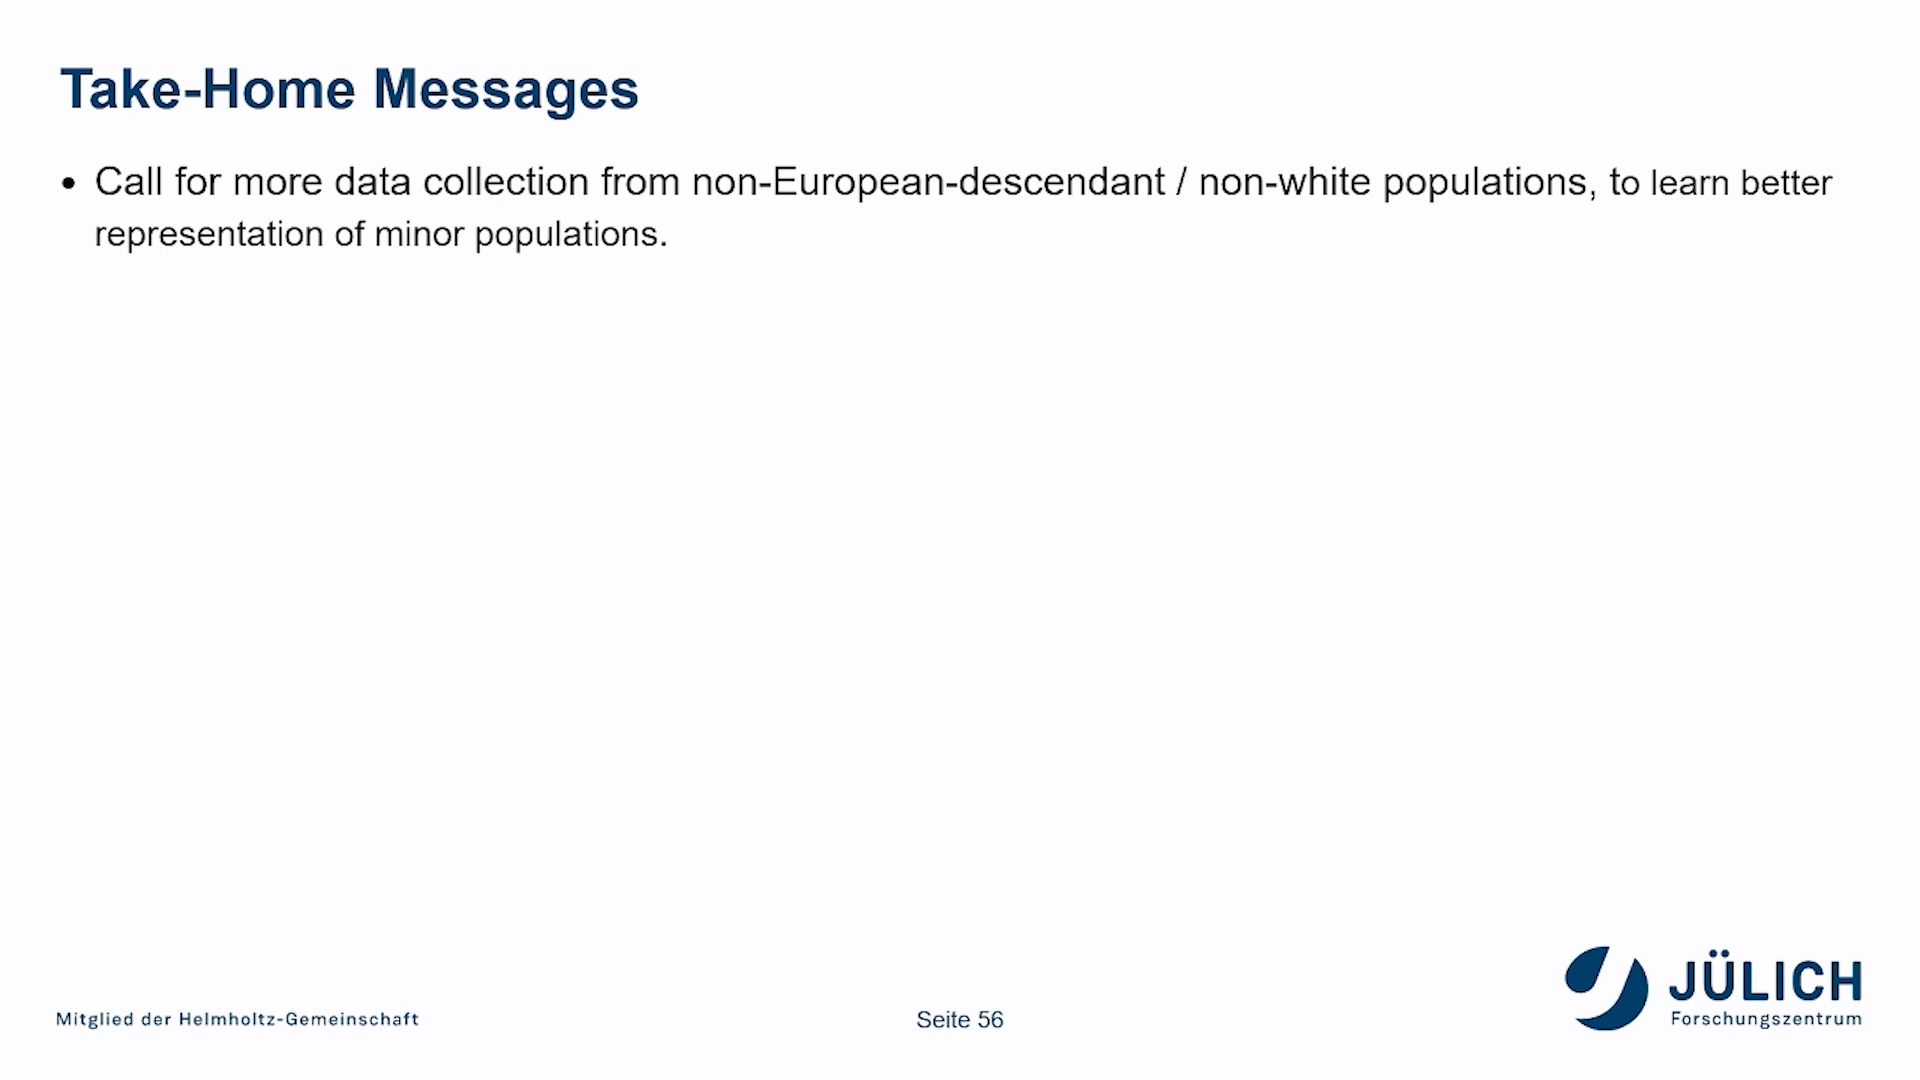 Take-Home Messages
• Call for more data collection from non-European-descendant / non-white populations, to learn better
representation of minor populations.
Mitglied der Helmholtz-Gemeinschaft
Seite 56
JÜLICH
Forschungszentrum